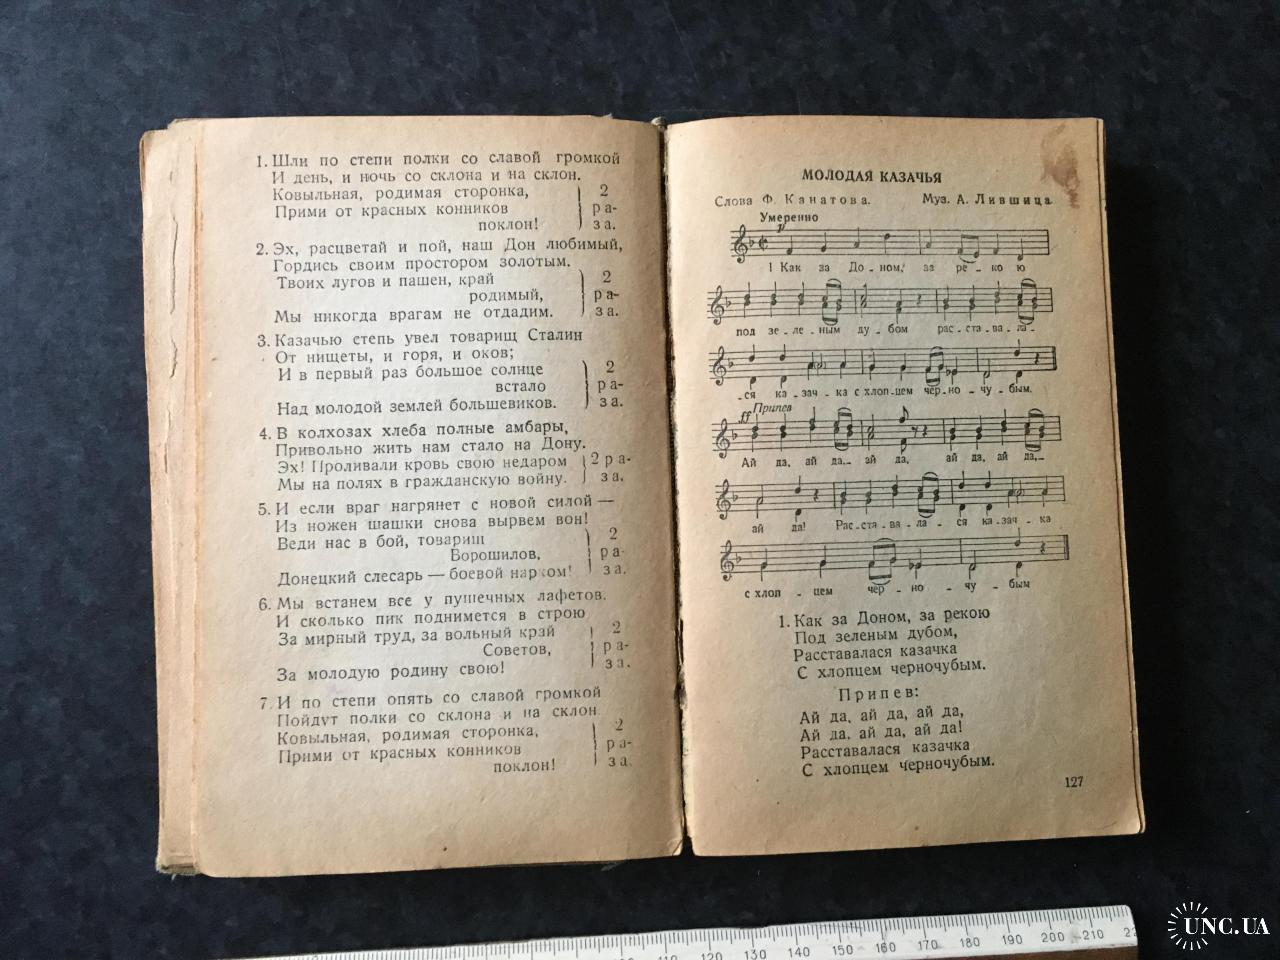 1. Шли по степи полки со славой громкой
И день, и ночь со склона и на склон.
Ковыльная, родимая сторонка, 2
Прими от красных конников ра-
поклон! за.
2. Эх, расцветай и пой, наш Дон любимый,
Гордись своим простором золотым.
Твоих лугов и пашен, край 2
родимый, ра-
Мы никогда врагам не отдадим. за.
3. Казачью степь увел товарищ Сталин
От нищеты, и горя, и оков;
И в первый раз большое солнце 2
встало ра-
Над молодой землей большевиков. за.
4. В колхозах хлеба полные амбары,
Привольно жить нам стало на Дону.
Эх! Проливали кровь свою недаром 2 ра-
Мы на полях в гражданскую войну. за.
5. И если враг нагрянет с новой силой —
Из ножен шашки снова вырвем вон!
Веди нас в бой, товарищ 2
Ворошилов, ра-
Донецкий слесарь — боевой нарком! за.
6. Мы встанем все у пушечных лафетов.
И сколько пик поднимется в строю
За мирный труд, за вольный край 2
Советов, ра-
За молодую родину свою! за.
7. И по степи опять со славой громкой
Пойдут полки со склона и на склон.
Ковыльная, родимая сторонка, 2
Прими от красных конников ра-
поклон! за.
МОЛОДАЯ КАЗАЧЬЯ
Слова Ф. Канатова. Муз. А. Лившица.
Умеренно
p
1 Как за До - ном, за ре - ко ю
под зе - ле - ным ду - бом рас - ста - ва - ла -
- ся ка - зач - ка с хлоп - цем чер - но - чу - бым.
ff Припев
Ай да, ай да, - ай да, ай да, ай да, -
ай да! Рас - ста - ва - ла - ся ка - зач - ка
с хлоп - цем чер - но - чу - бым
1. Как за Доном, за рекою
Под зеленым дубом,
Расставалася казачка
С хлопцем черночубым.
Припев:
Ай да, ай да, ай да,
Ай да, ай да, ай да!
Расставалася казачка
С хлопцем черночубым.
127
110 120 130 140 150 160 170 180 190 200 210
UNC.UA